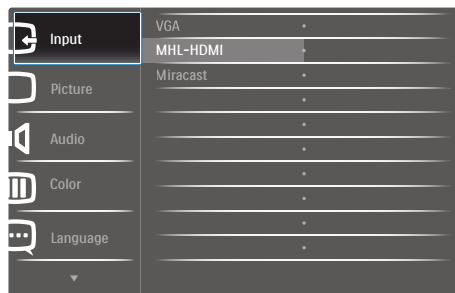 Input
Picture
Audio
Color
Language
VGA
MHL-HDMI
Miracast